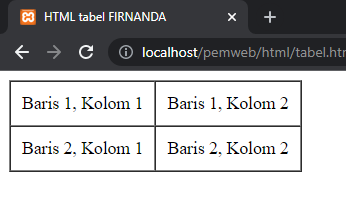 HTML tabel FIRNANDA
localhost/pemweb/html/tabel.htm
Baris 1, Kolom 1 Baris 1, Kolom 2
Baris 2, Kolom 1 Baris 2, Kolom 2